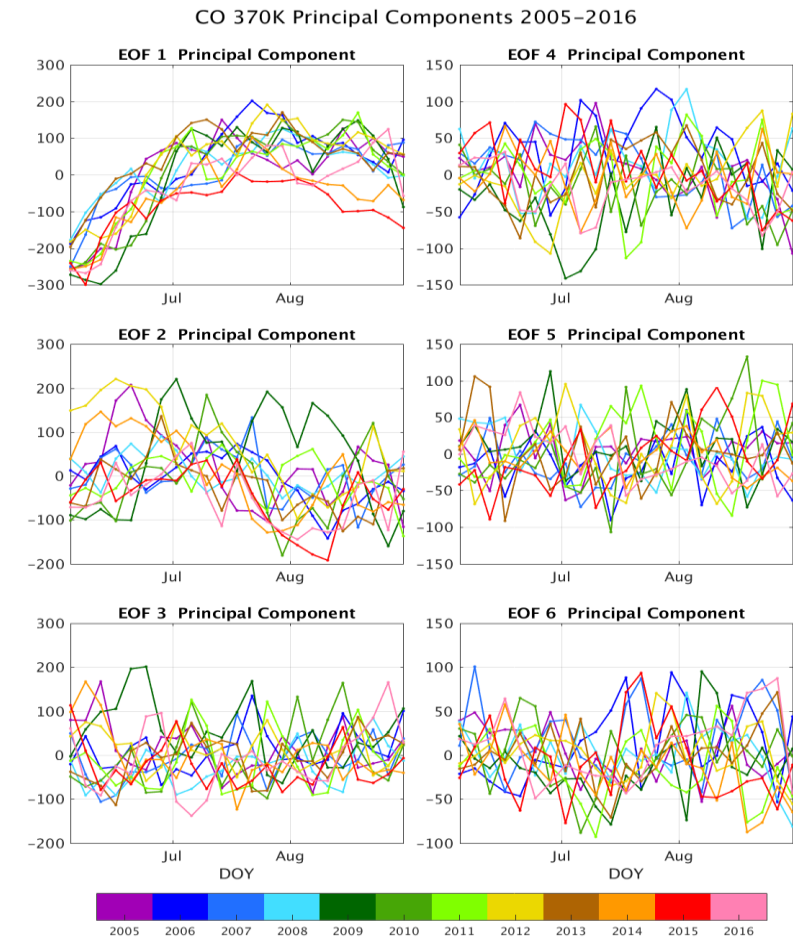 CO 370K Principal Components 2005−2016
EOF 1 Principal Component
300
200
100
0
−100
−200
−300
Jul
Aug
EOF 4 Principal Component
150
100
50
0
−50
−100
−150
Jul
Aug
EOF 2 Principal Component
300
200
100
0
−100
−200
Jul
Aug
EOF 5 Principal Component
150
100
50
0
−50
−100
−150
Jul
Aug
EOF 3 Principal Component
300
200
100
0
−100
−200
Jul
Aug
DOY
EOF 6 Principal Component
150
100
50
0
−50
−100
Jul
Aug
DOY
2005 2006 2007 2008 2009 2010 2011 2012 2013 2014 2015 2016